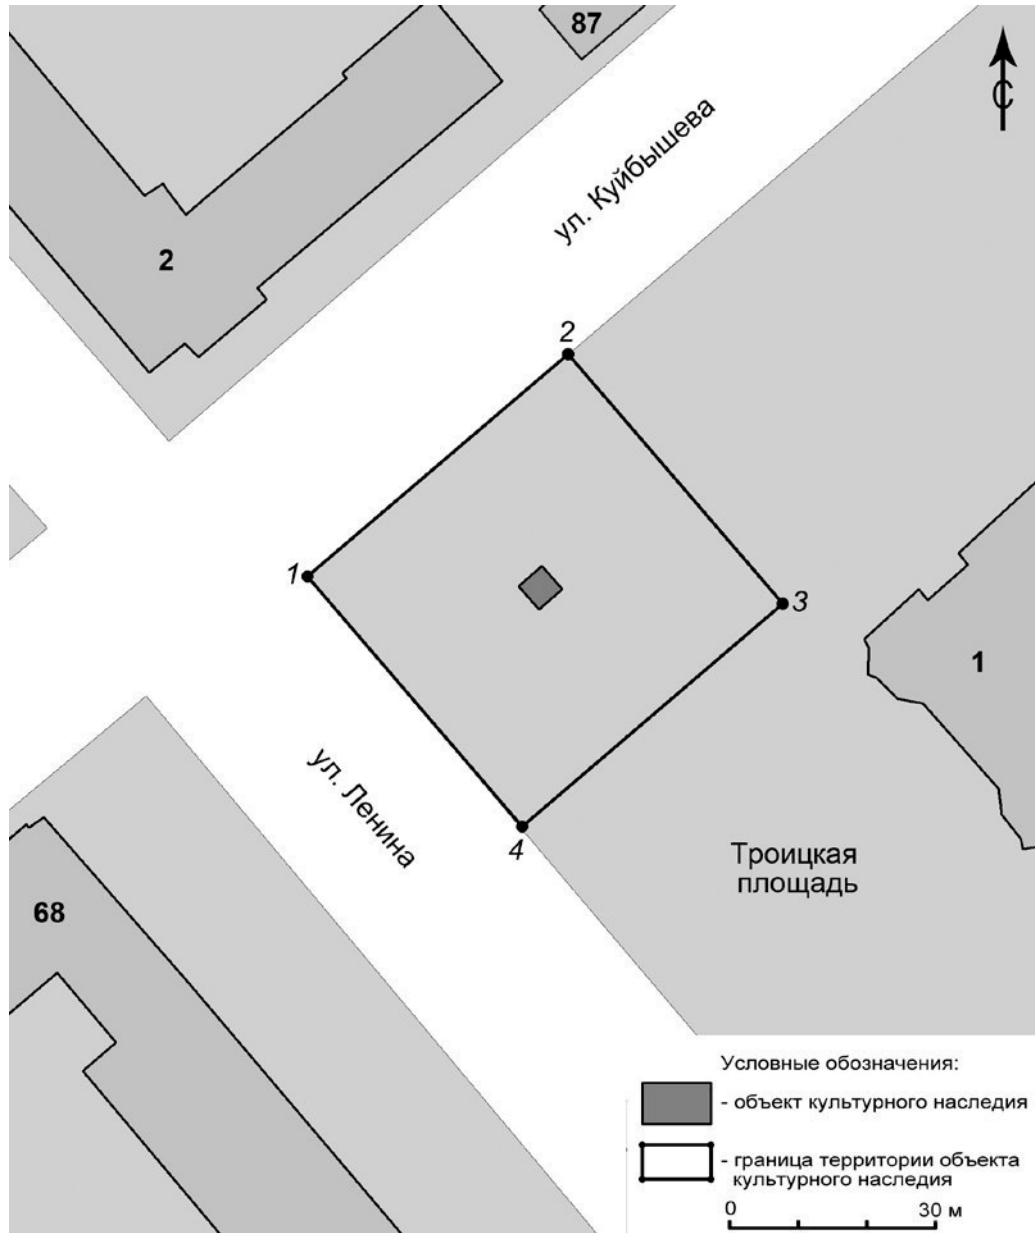 87
С
ул. Куйбышева
2
2
1
3
1
ул. Ленина
4
Троицкая
площадь
68
Условные обозначения:
- объект культурного наследия
- граница территории объекта
культурного наследия
0 30 м